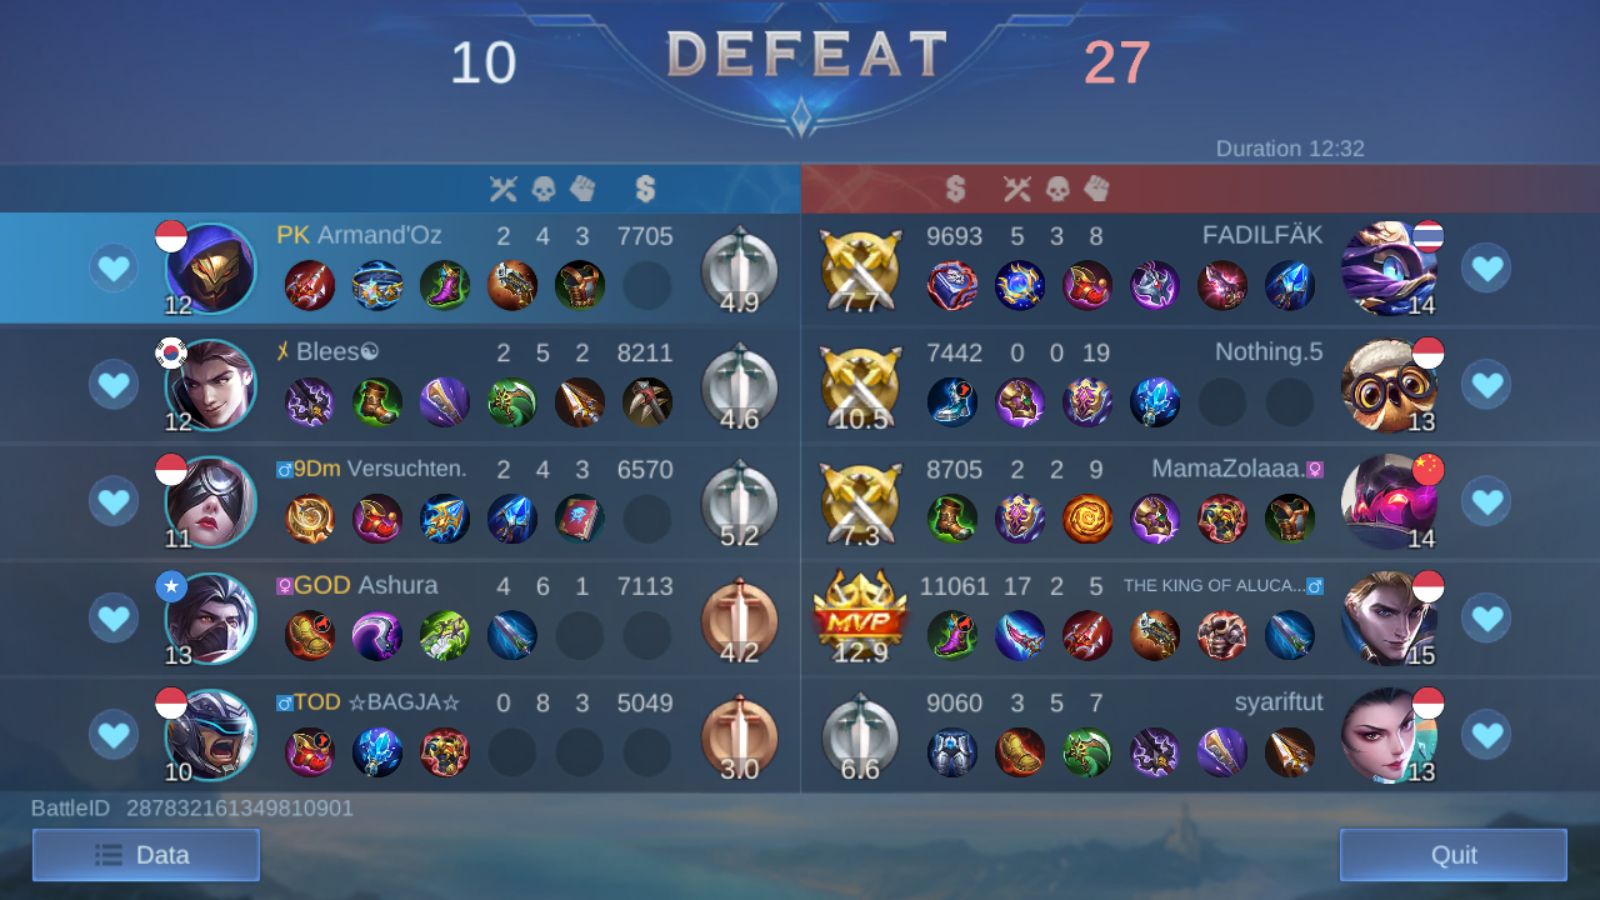 10 DEFEAT 27
Duration 12:32
PK Armand'Oz 2 4 3 7705
12 4.9
9693 5 3 8 FADILFÄK
7.7 14
乄 Blees☯ 2 5 2 8211
12 4.6
7442 0 0 19 Nothing.5
10.5 13
♂9Dm Versuchten. 2 4 3 6570
11 5.2
8705 2 2 9 MamaZolaaa.♀
7.3 14
♀GOD Ashura 4 6 1 7113
13 4.2
11061 17 2 5 THE KING OF ALUCA...♂
MVP
12.9 15
♂TOD ☆BAGJA☆ 0 8 3 5049
10 3.0
9060 3 5 7 syariftut
6.6 13
BattleID 287832161349810901
Data
Quit